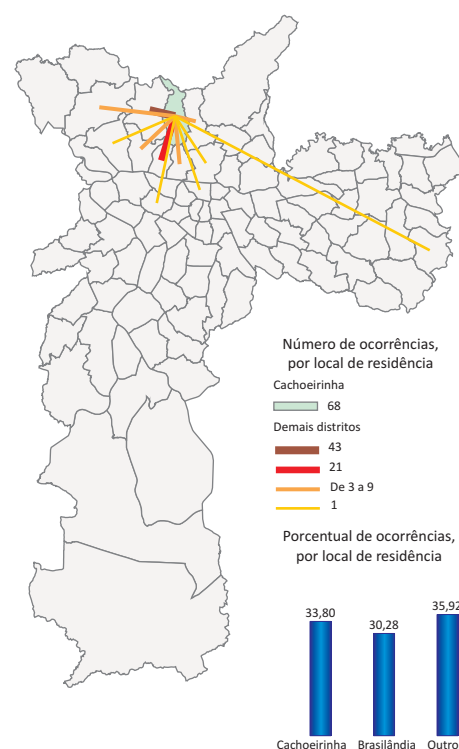 Número de ocorrências,
por local de residência
Cachoeirinha
68
Demais distritos
43
21
De 3 a 9
1
Porcentual de ocorrências,
por local de residência
33,80
30,28
35,92
Cachoeirinha
Brasilândia
Outro